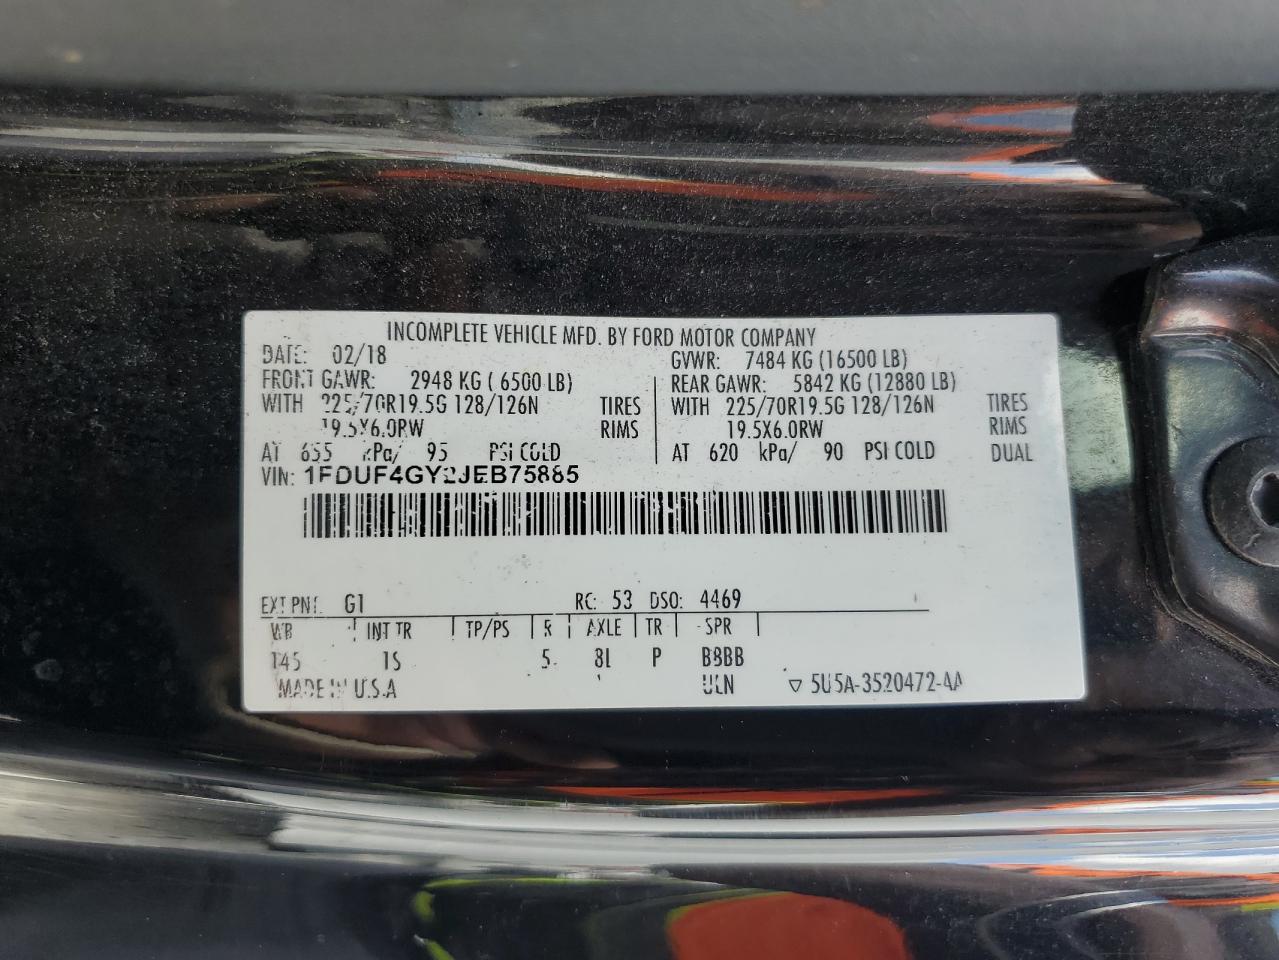 INCOMPLETE VEHICLE MFD. BY FORD MOTOR COMPANY
DATE: 02/18 GVWR: 7484 KG (16500 LB)
FRONT GAWR: 2948 KG ( 6500 LB) REAR GAWR: 5842 KG (12880 LB)
WITH 225/70R19.5G 128/126N TIRES WITH 225/70R19.5G 128/126N TIRES
19.5X6.0RW RIMS 19.5X6.0RW RIMS
AT 655 kPa/ 95 PSI COLD AT 620 kPa/ 90 PSI COLD DUAL
VIN: 1FDUF4GY2JEB75885
EXT PNT: G1 RC: 53 DSO: 4469
WB INT TR TP/PS R AXLE TR SPR
145 1S 5 8L P BBBB
MADE IN U.S.A ULN ▽ 5U5A-3520472-AA